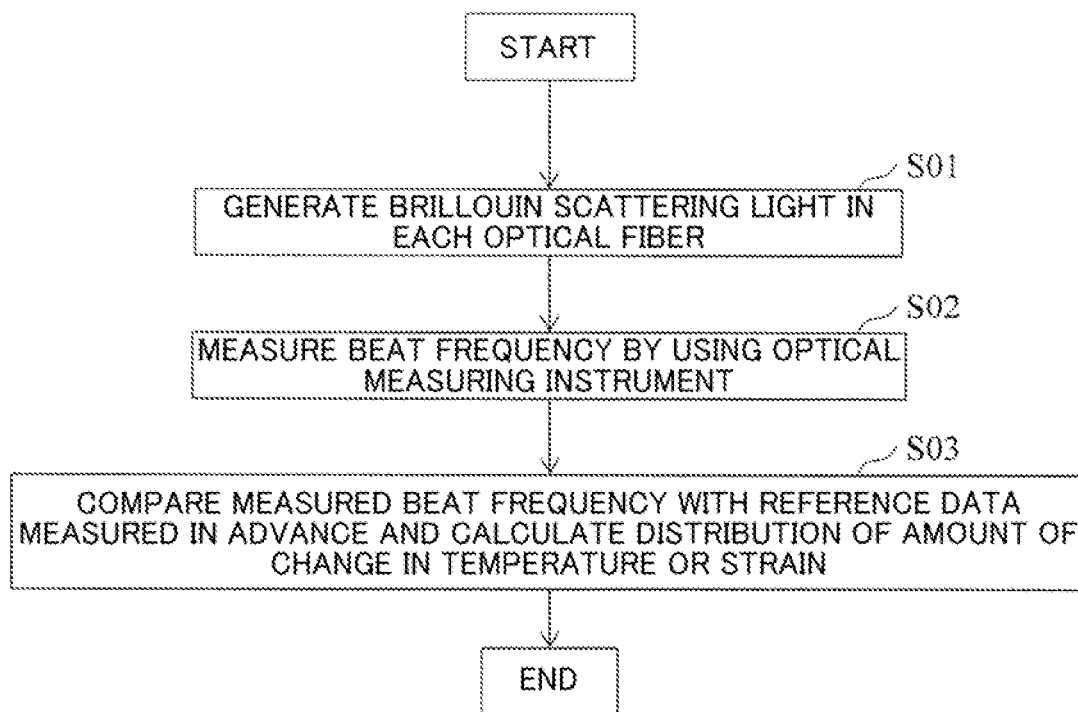 START
S01
GENERATE BRILLOUIN SCATTERING LIGHT IN
EACH OPTICAL FIBER
S02
MEASURE BEAT FREQUENCY BY USING OPTICAL
MEASURING INSTRUMENT
S03
COMPARE MEASURED BEAT FREQUENCY WITH REFERENCE DATA
MEASURED IN ADVANCE AND CALCULATE DISTRIBUTION OF AMOUNT OF
CHANGE IN TEMPERATURE OR STRAIN
END